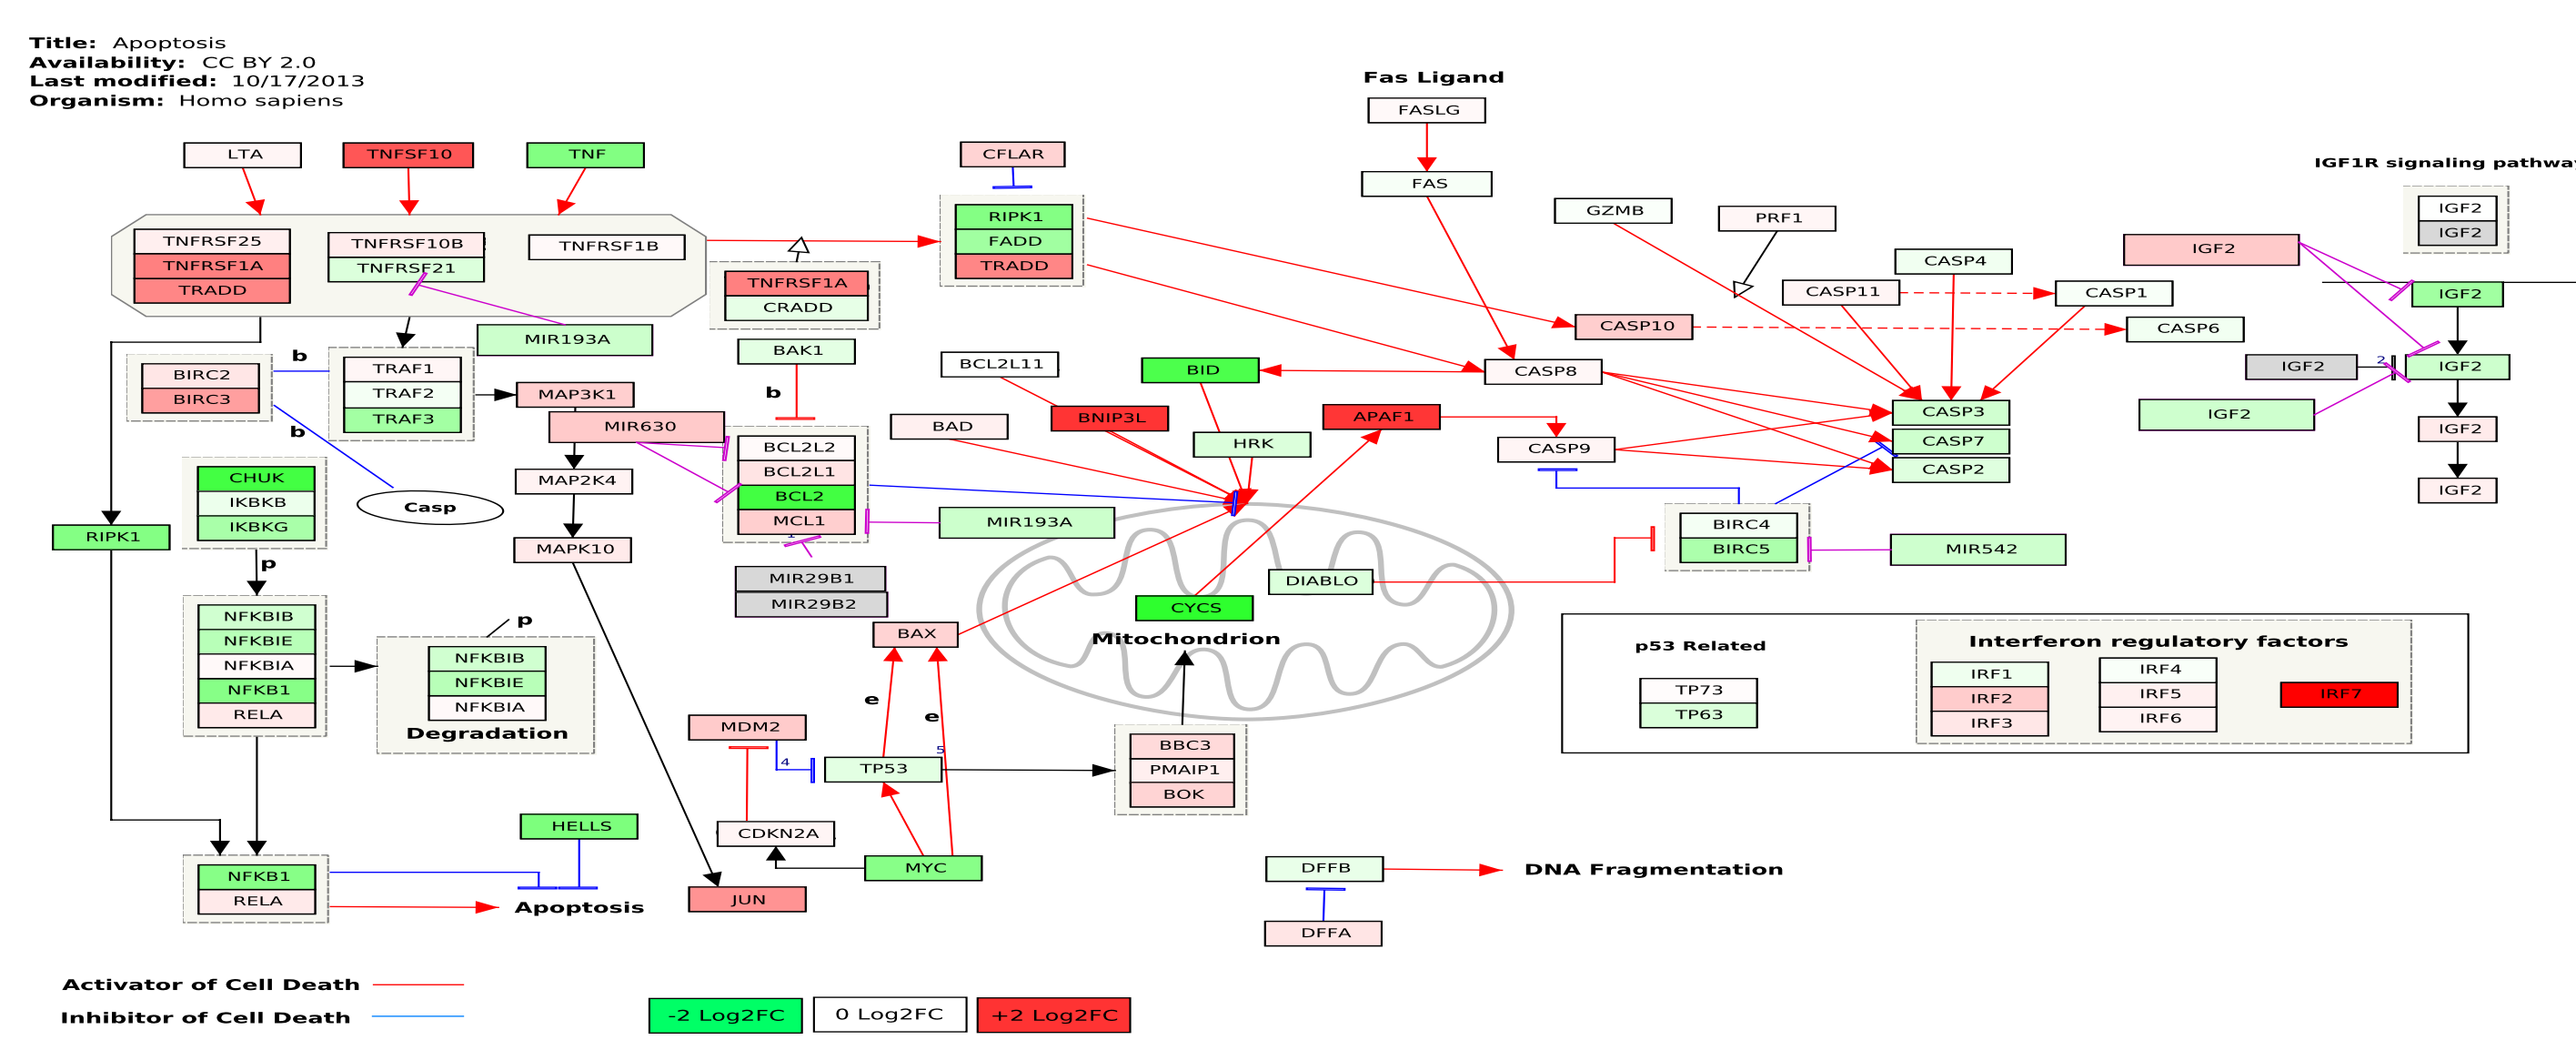 Title: Apoptosis
Availability: CC BY 2.0
Last modified: 10/17/2013
Organism: Homo sapiens
Fas Ligand
FASLG
LTA
TNFSF10
TNF
CFLAR
FAS
IGF1R signaling pathway
GZMB
PRF1
IGF2
IGF2
TNFRSF25
TNFRSF1A
TRADD
TNFRSF10B
TNFRSF21
TNFRSF1B
RIPK1
FADD
TRADD
TNFRSF1A
CRADD
CASP4
CASP11
CASP1
CASP10
CASP6
IGF2
IGF2
IGF2
2
IGF2
IGF2
IGF2
IGF2
MIR193A
BAK1
BCL2L11
BID
CASP8
b
BIRC2
BIRC3
b
TRAF1
TRAF2
TRAF3
MAP3K1
MIR630
b
BAD
BNIP3L
HRK
APAF1
CASP9
CASP3
CASP7
CASP2
BCL2L2
BCL2L1
BCL2
MCL1
1
MAP2K4
CHUK
IKBKB
IKBKG
Casp
MIR193A
BIRC4
BIRC5
MIR542
RIPK1
p
MAPK10
MIR29B1
MIR29B2
DIABLO
CYCS
Mitochondrion
BAX
NFKBIB
NFKBIE
NFKBIA
NFKB1
RELA
p
NFKBIB
NFKBIE
NFKBIA
Degradation
p53 Related
TP73
TP63
Interferon regulatory factors
IRF1
IRF2
IRF3
IRF4
IRF5
IRF6
IRF7
e
e
MDM2
4
TP53
5
BBC3
PMAIP1
BOK
HELLS
CDKN2A
MYC
JUN
NFKB1
RELA
Apoptosis
DFFB
DNA Fragmentation
DFFA
Activator of Cell Death
Inhibitor of Cell Death
-2 Log2FC
0 Log2FC
+2 Log2FC